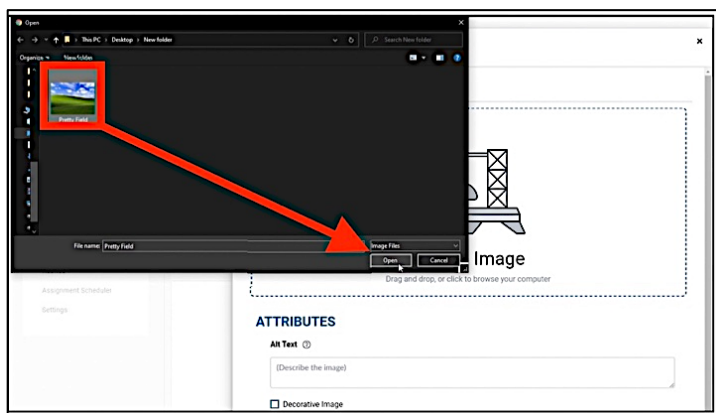 Open
This PC › Desktop › New folder
Search New folder
Organize New folder
Pretty Field
File name: Pretty Field
Image Files
Open Cancel
Image
Drag and drop, or click to browse your computer
Assignment Scheduler
Settings
ATTRIBUTES
Alt Text
(Describe the image)
Decorative Image